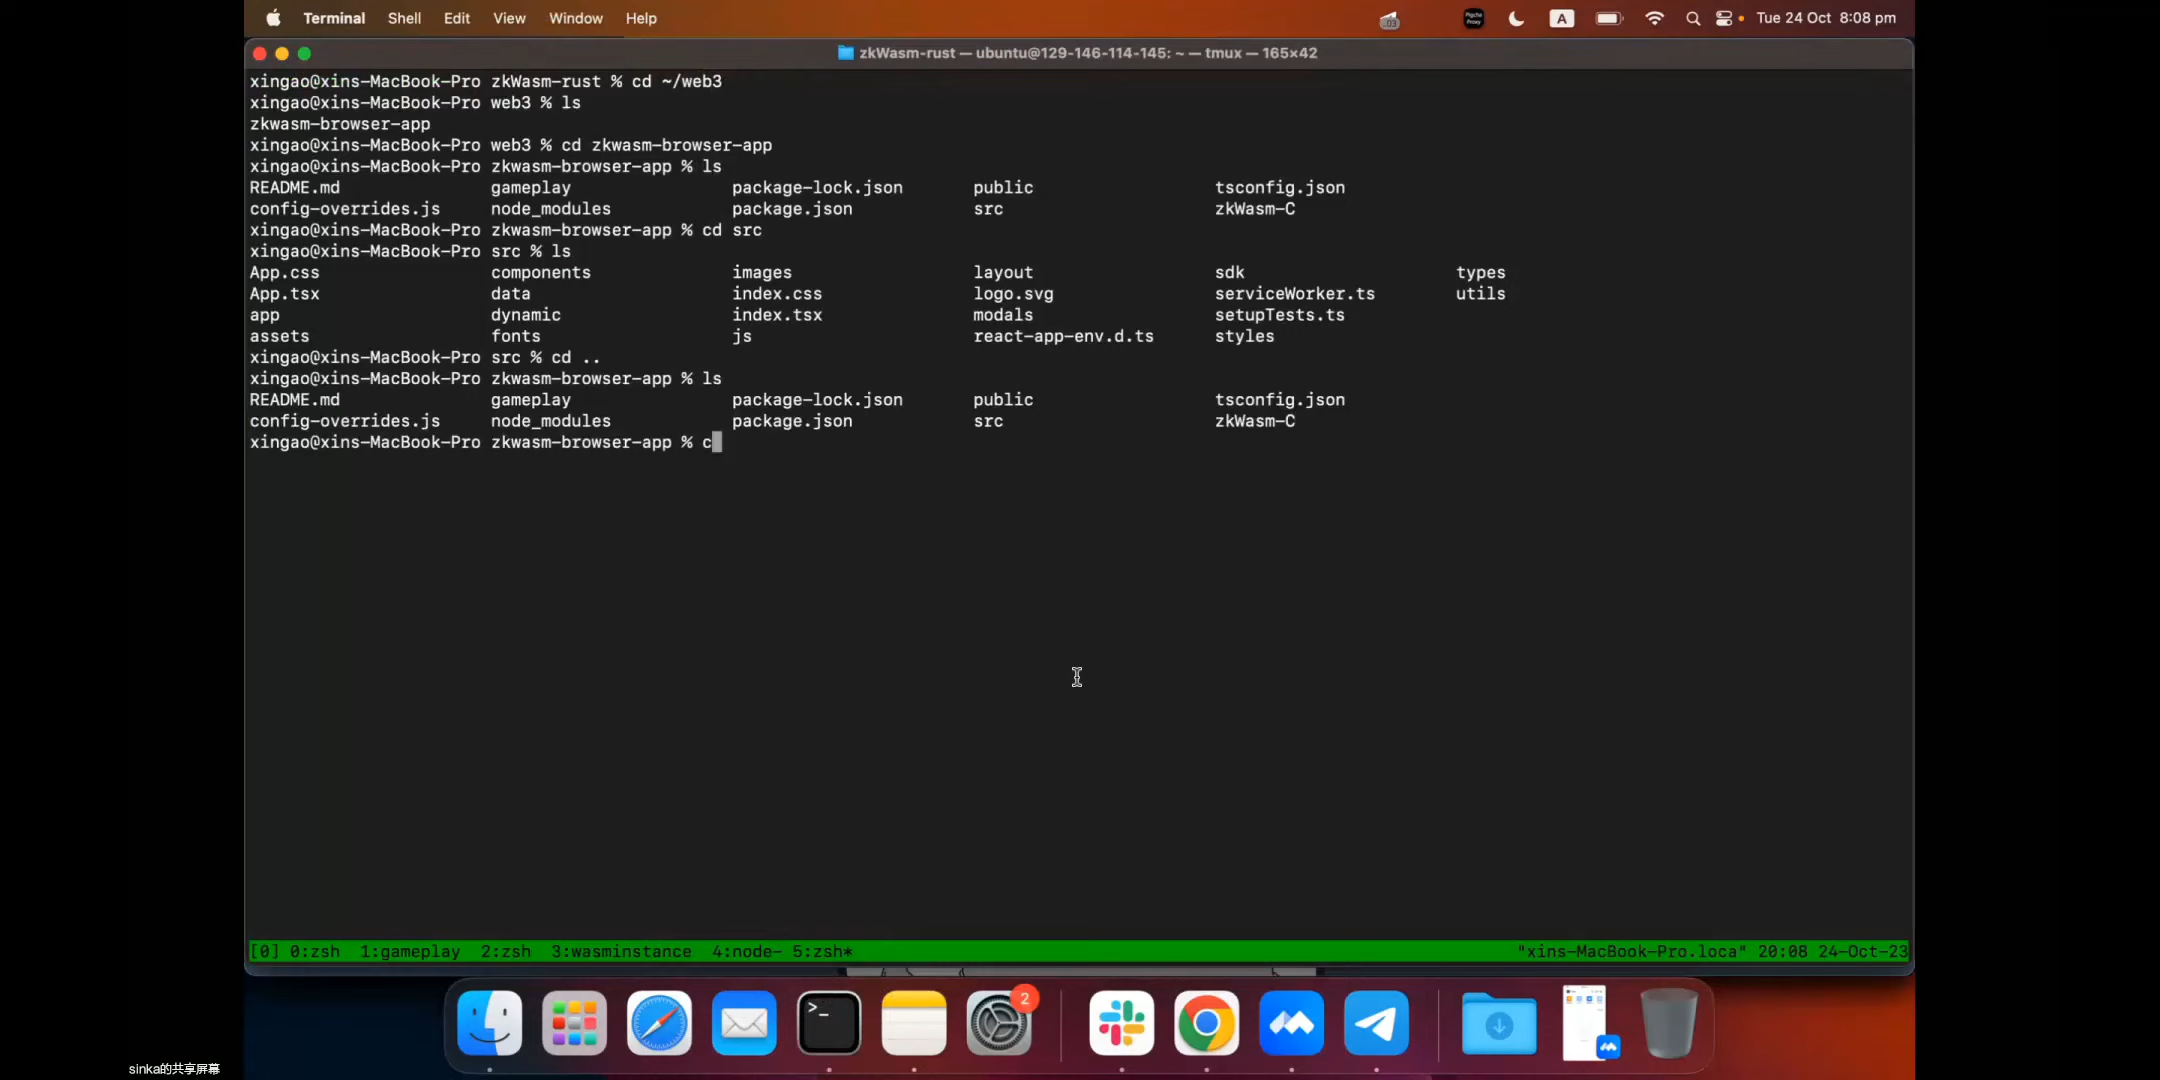 Terminal Shell Edit View Window Help
A
Tue 24 Oct 8:08 pm
zkWasm-rust — ubuntu@129-146-114-145: ~ — tmux — 165×42
xingao@xins-MacBook-Pro zkWasm-rust % cd ~/web3
xingao@xins-MacBook-Pro web3 % ls
zkwasm-browser-app
xingao@xins-MacBook-Pro web3 % cd zkwasm-browser-app
xingao@xins-MacBook-Pro zkwasm-browser-app % ls
README.md gameplay package-lock.json public tsconfig.json
config-overrides.js node_modules package.json src zkWasm-C
xingao@xins-MacBook-Pro zkwasm-browser-app % cd src
xingao@xins-MacBook-Pro src % ls
App.css components images layout sdk types
App.tsx data index.css logo.svg serviceWorker.ts utils
app dynamic index.tsx modals setupTests.ts
assets fonts js react-app-env.d.ts styles
xingao@xins-MacBook-Pro src % cd ..
xingao@xins-MacBook-Pro zkwasm-browser-app % ls
README.md gameplay package-lock.json public tsconfig.json
config-overrides.js node_modules package.json src zkWasm-C
xingao@xins-MacBook-Pro zkwasm-browser-app % c
[0] 0:zsh 1:gameplay 2:zsh 3:wasminstance 4:node- 5:zsh* "xins-MacBook-Pro.loca" 20:08 24-Oct-23
2
sinka的共享屏幕